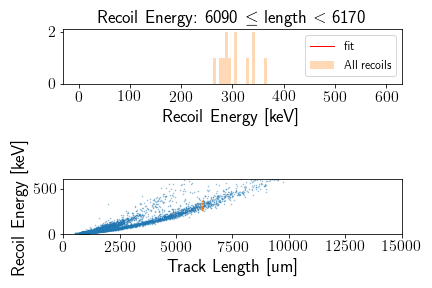 Recoil Energy: 6090 ≤ length < 6170
2
0
fit
All recoils
0 100 200 300 400 500 600
Recoil Energy [keV]
Recoil Energy [keV]
500
0
0 2500 5000 7500 10000 12500 15000
Track Length [um]